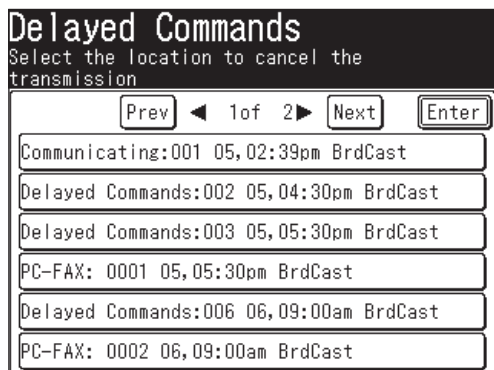 Delayed Commands
Select the location to cancel the
transmission
Prev ◀ 1of 2▶ Next Enter
Communicating:001 05,02:39pm BrdCast
Delayed Commands:002 05,04:30pm BrdCast
Delayed Commands:003 05,05:30pm BrdCast
PC-FAX: 0001 05,05:30pm BrdCast
Delayed Commands:006 06,09:00am BrdCast
PC-FAX: 0002 06,09:00am BrdCast